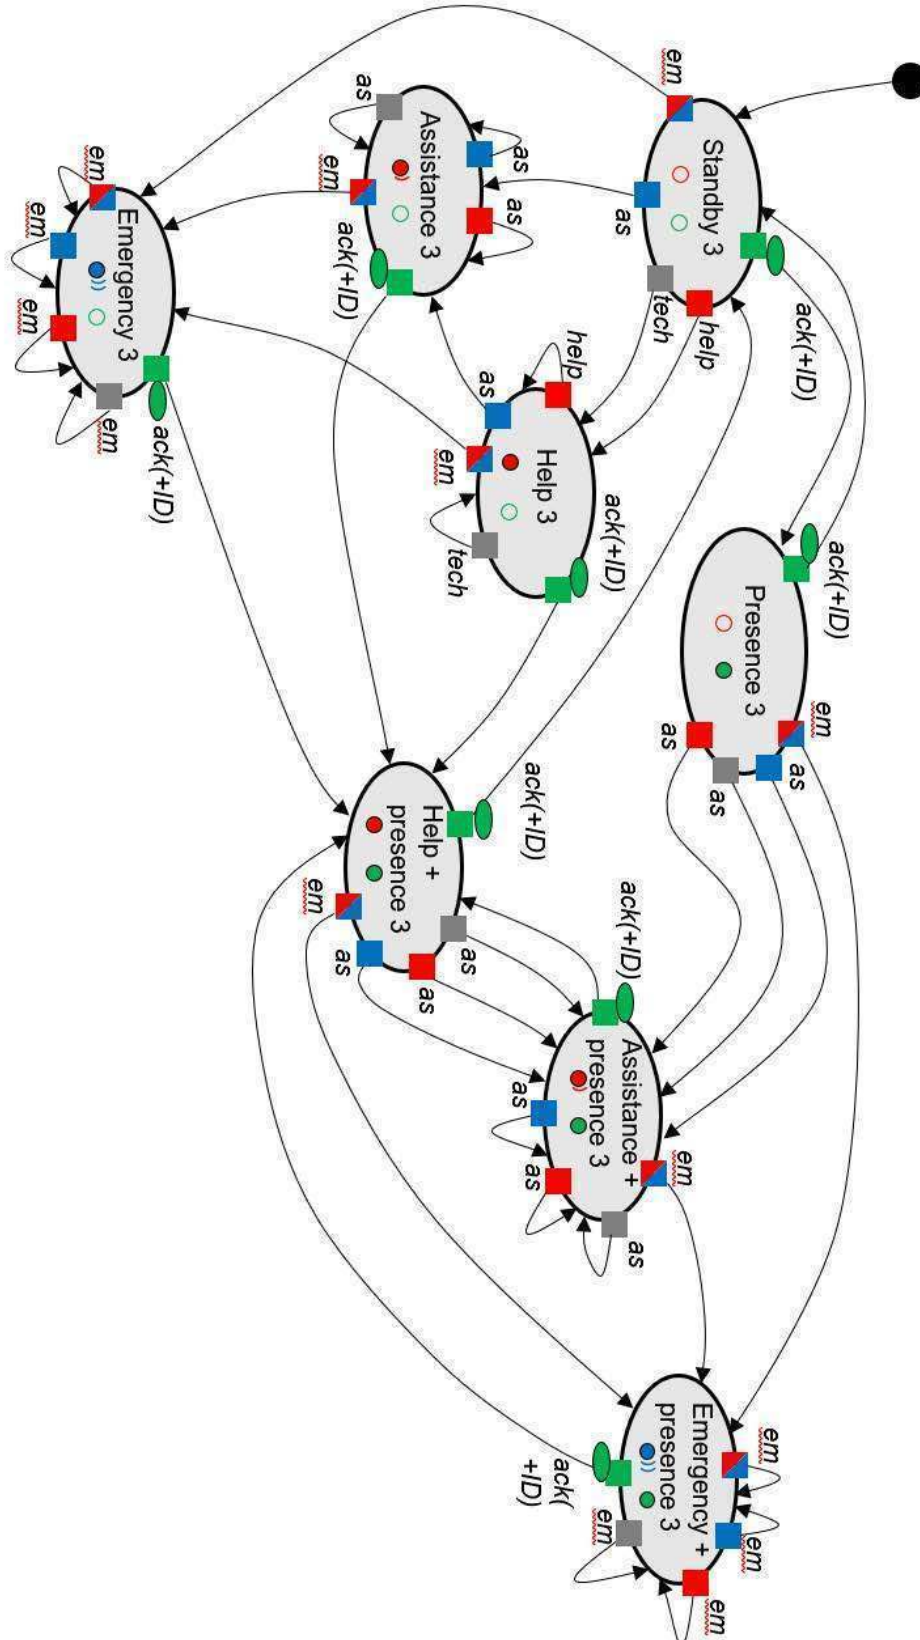 em
Standby 3
as
tech
help
ack(+ID)
as
Assistance 3
as
as
em
ack(+ID)
em
Emergency 3
em
em
em
ack(+ID)
help
as
Help 3
em
tech
ack(+ID)
ack(+ID)
Presence 3
em
as
as
as
ack(+ID)
Help +
presence 3
em
as
as
as
ack(+ID)
Assistance +
presence 3
as
as
as
em
Emergency +
presence 3
em
em
em
em
ack(
+ID)